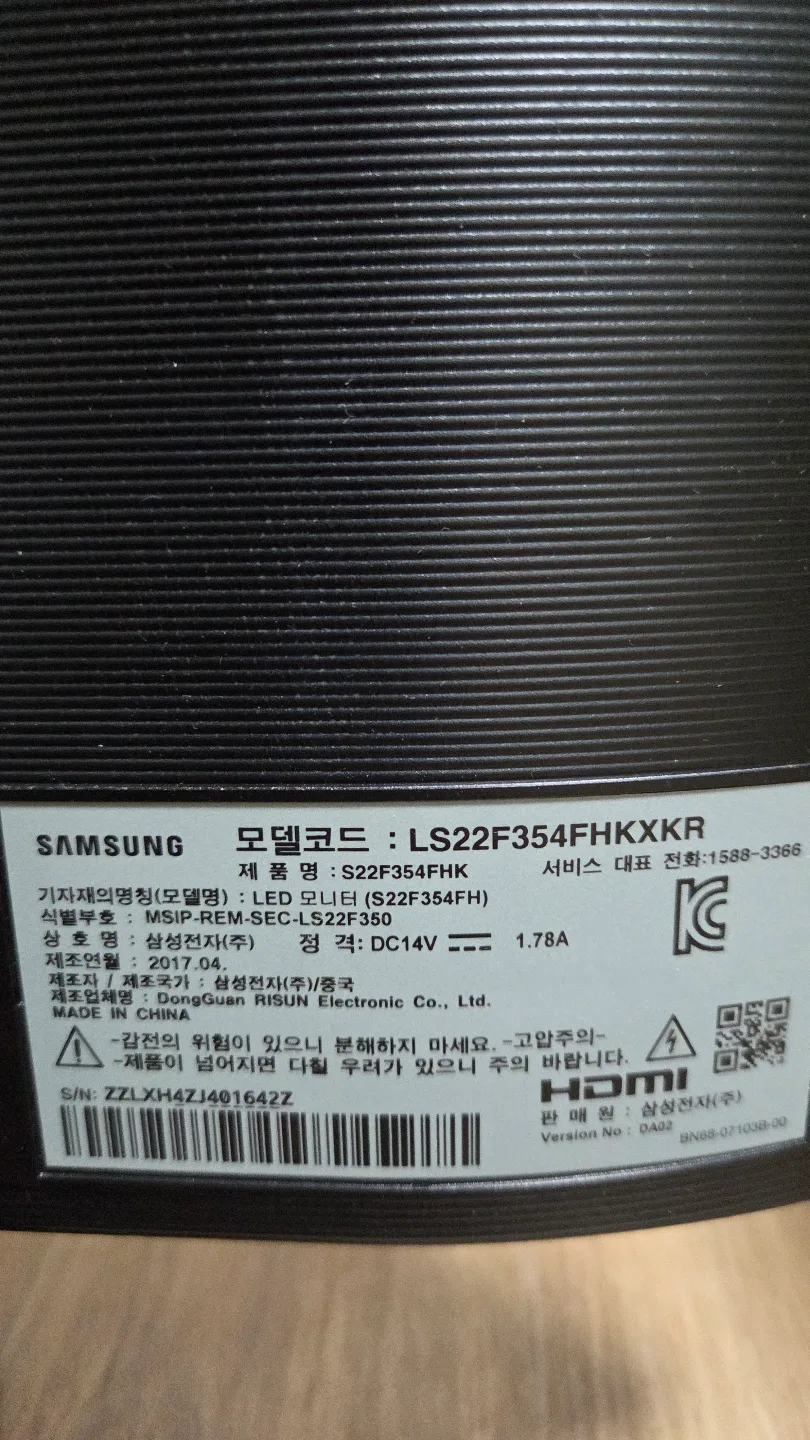 SAMSUNG 모델코드 : LS22F354FHKXKR
제 품 명 : S22F354FHK 서비스 대표 전화:1588-3366
기자재의명칭(모델명) : LED 모니터 (S22F354FH)
식별부호 : MSIP-REM-SEC-LS22F350
상 호 명 : 삼성전자(주) 정 격: DC14V 1.78A
제조연월 : 2017.04.
제조자 / 제조국가 : 삼성전자(주)/중국
제조업체명 : DongGuan RISUN Electronic Co., Ltd.
MADE IN CHINA
-감전의 위험이 있으니 분해하지 마세요. -고압주의-
-제품이 넘어지면 다칠 우려가 있으니 주의 바랍니다.
S/N: ZZLXH4ZJ401642Z
HDMI
판 매 원 : 삼성전자(주)
Version No : DA02 BN68-07103B-00